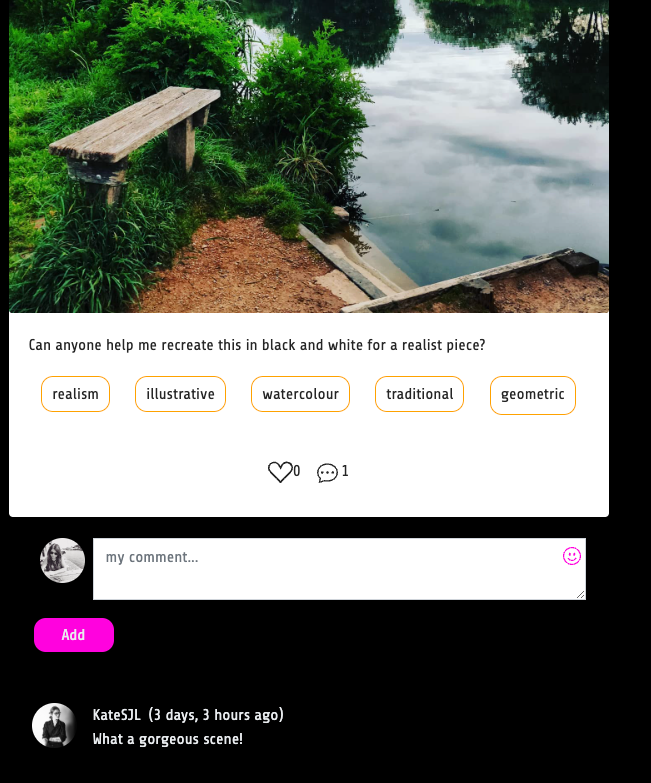 Can anyone help me recreate this in black and white for a realist piece?
realism illustrative watercolour traditional geometric
0 1
my comment...
Add
KateSJL (3 days, 3 hours ago)
What a gorgeous scene!